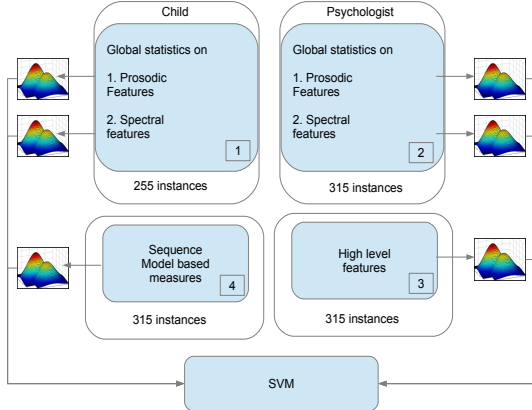 Child
Global statistics on
1. Prosodic
Features
2. Spectral
features
1
255 instances
Psychologist
Global statistics on
1. Prosodic
Features
2. Spectral
features
2
315 instances
Sequence
Model based
measures
4
315 instances
High level
features
3
315 instances
SVM